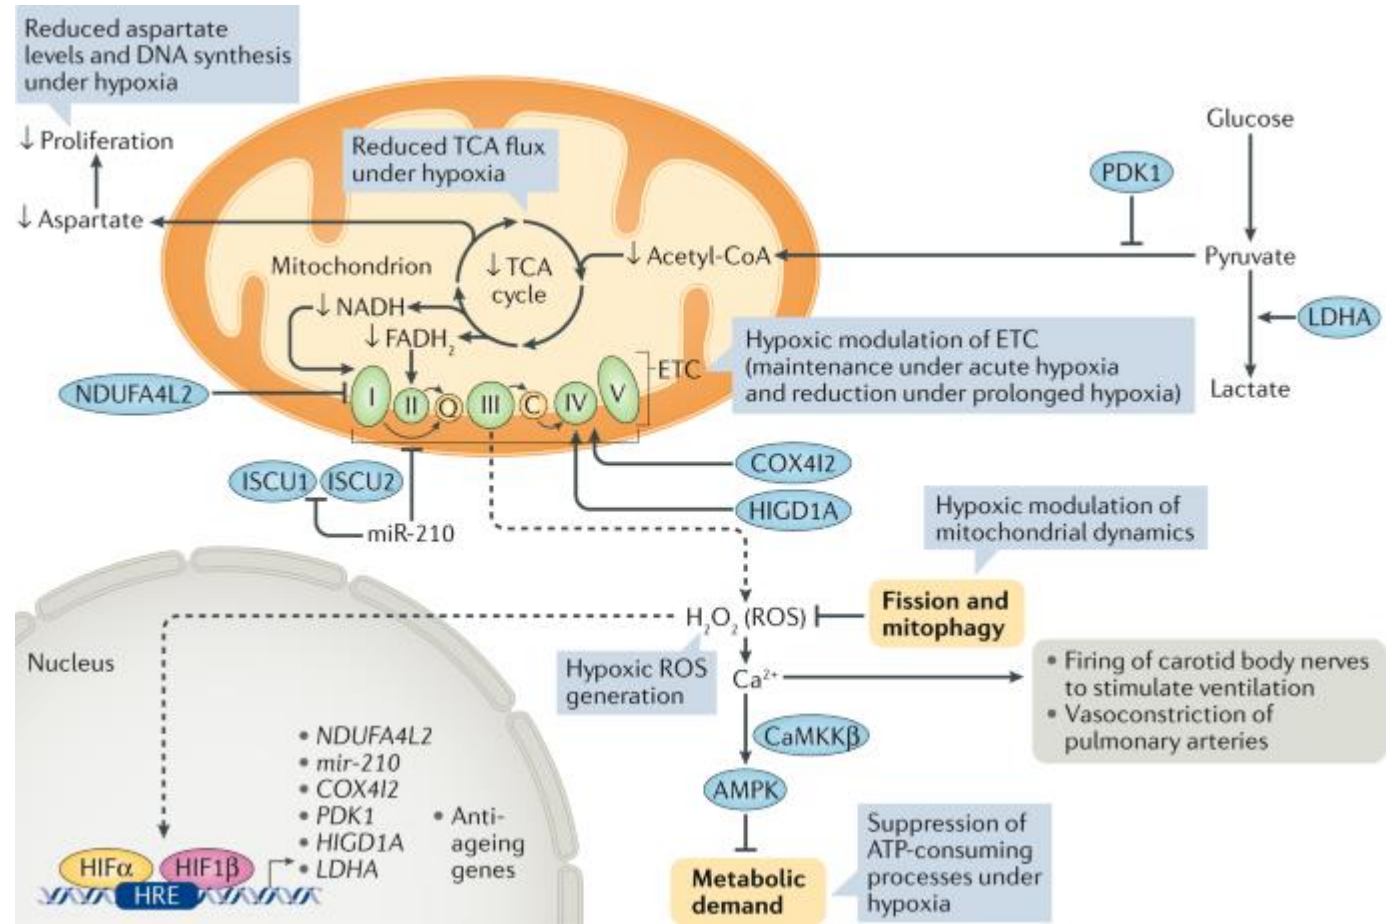 Reduced aspartate
levels and DNA synthesis
under hypoxia
↓ Proliferation
↓ Aspartate
Reduced TCA flux
under hypoxia
Mitochondrion
↓ TCA
cycle
↓ Acetyl-CoA
↓ NADH
↓ FADH₂
Glucose
PDK1
Pyruvate
LDHA
Lactate
Hypoxic modulation of ETC
(maintenance under acute hypoxia
and reduction under prolonged hypoxia)
ETC
NDUFA4L2
I
II
Q
III
C
IV
V
ISCU1
ISCU2
miR-210
COX4I2
HIGD1A
Hypoxic modulation of
mitochondrial dynamics
H₂O₂ (ROS)
Fission and
mitophagy
Hypoxic ROS
generation
Ca²⁺
• Firing of carotid body nerves
to stimulate ventilation
• Vasoconstriction of
pulmonary arteries
CaMKKβ
AMPK
Suppression of
ATP-consuming
processes under
hypoxia
Metabolic
demand
Nucleus
• NDUFA4L2
• mir-210
• COX4I2
• PDK1
• HIGD1A
• LDHA
• Anti-
ageing
genes
HIFα
HIF1β
HRE